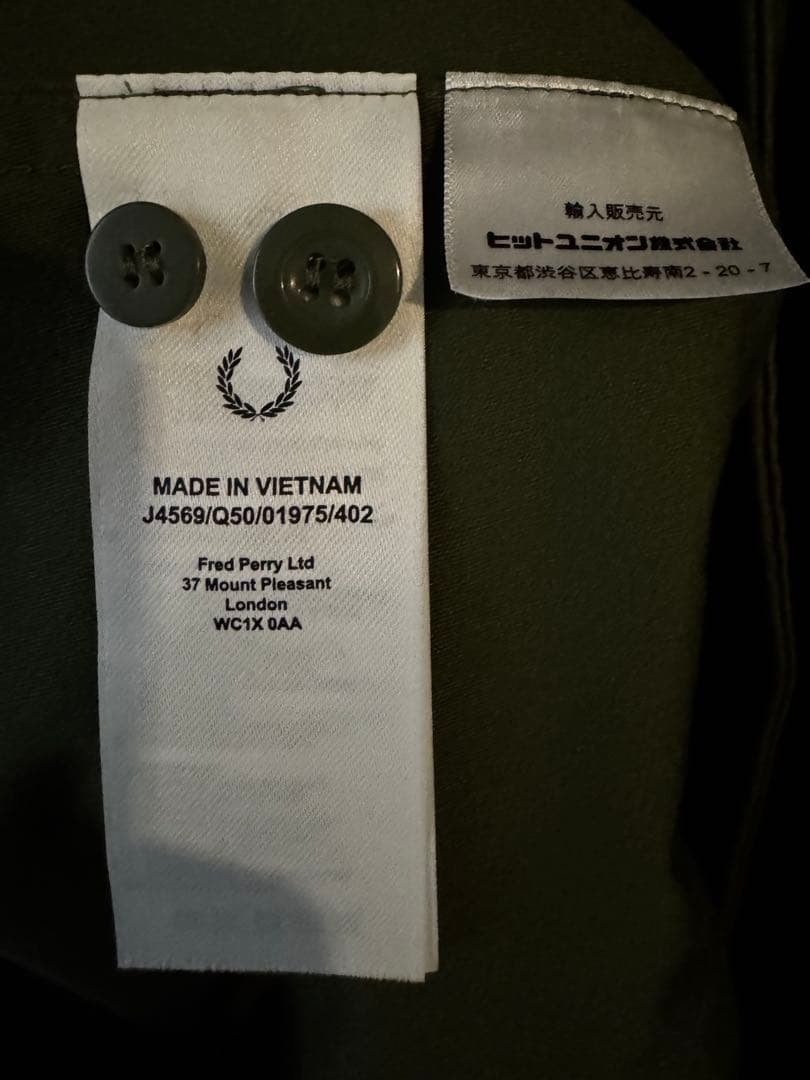 MADE IN VIETNAM
J4569/Q50/01975/402
Fred Perry Ltd
37 Mount Pleasant
London
WC1X 0AA
輸入販売元
ヒットユニオン株式会社
東京都渋谷区恵比寿南2-20-7